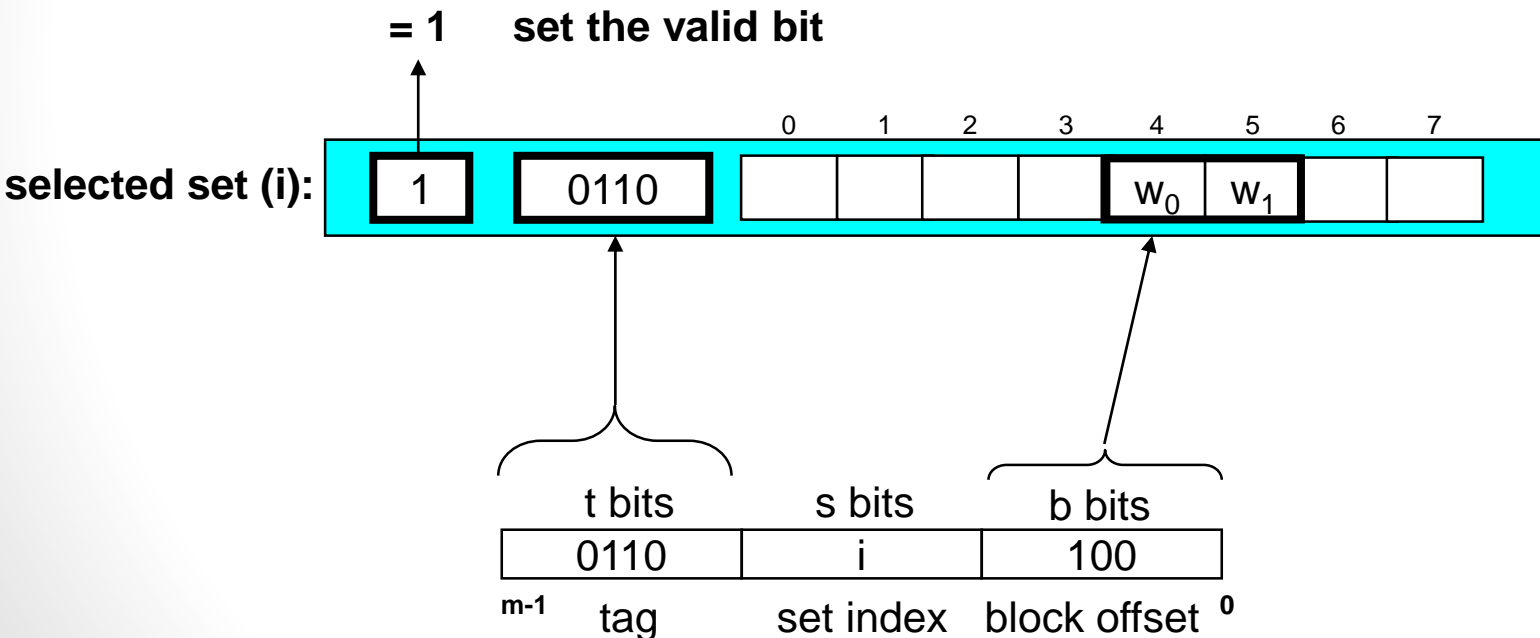 = 1 set the valid bit
0 1 2 3 4 5 6 7
selected set (i): 1 0110 w₀ w₁
t bits s bits b bits
0110 i 100
m-1 tag set index block offset 0